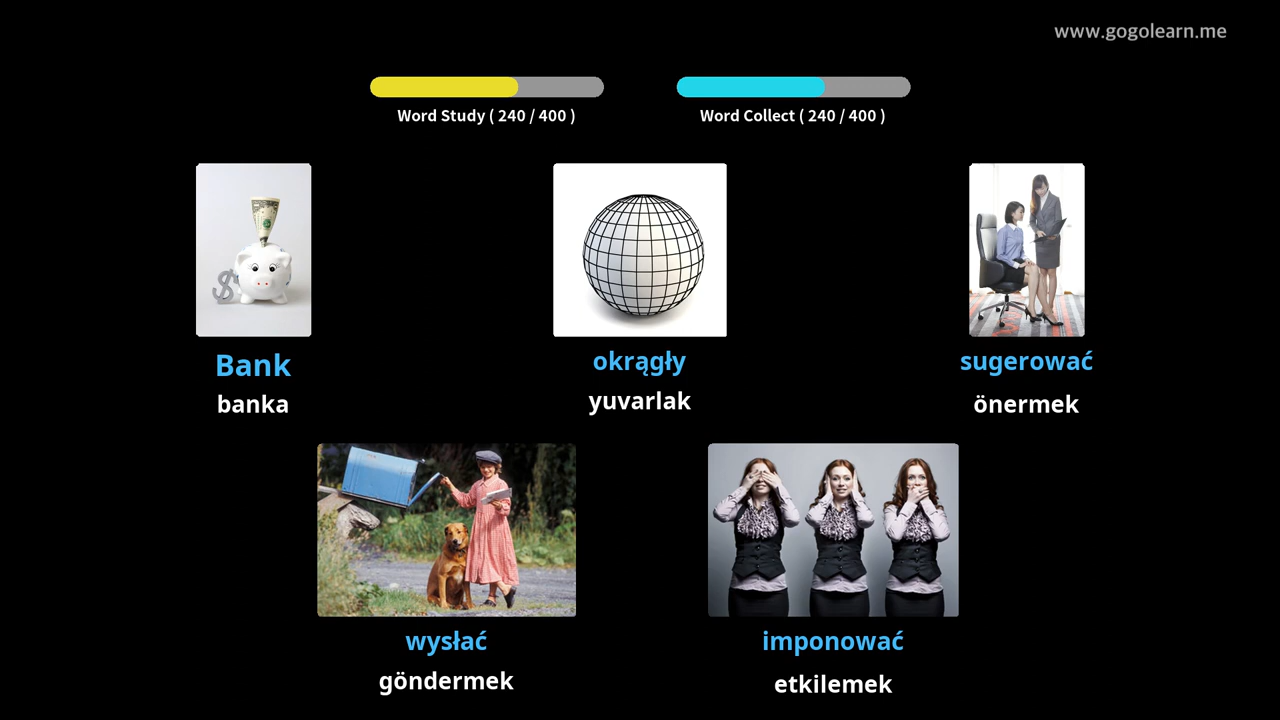 www.gogolearn.me
Word Study ( 240 / 400 )
Word Collect ( 240 / 400 )
Bank
banka
okrągły
yuvarlak
sugerować
önermek
wysłać
göndermek
imponować
etkilemek